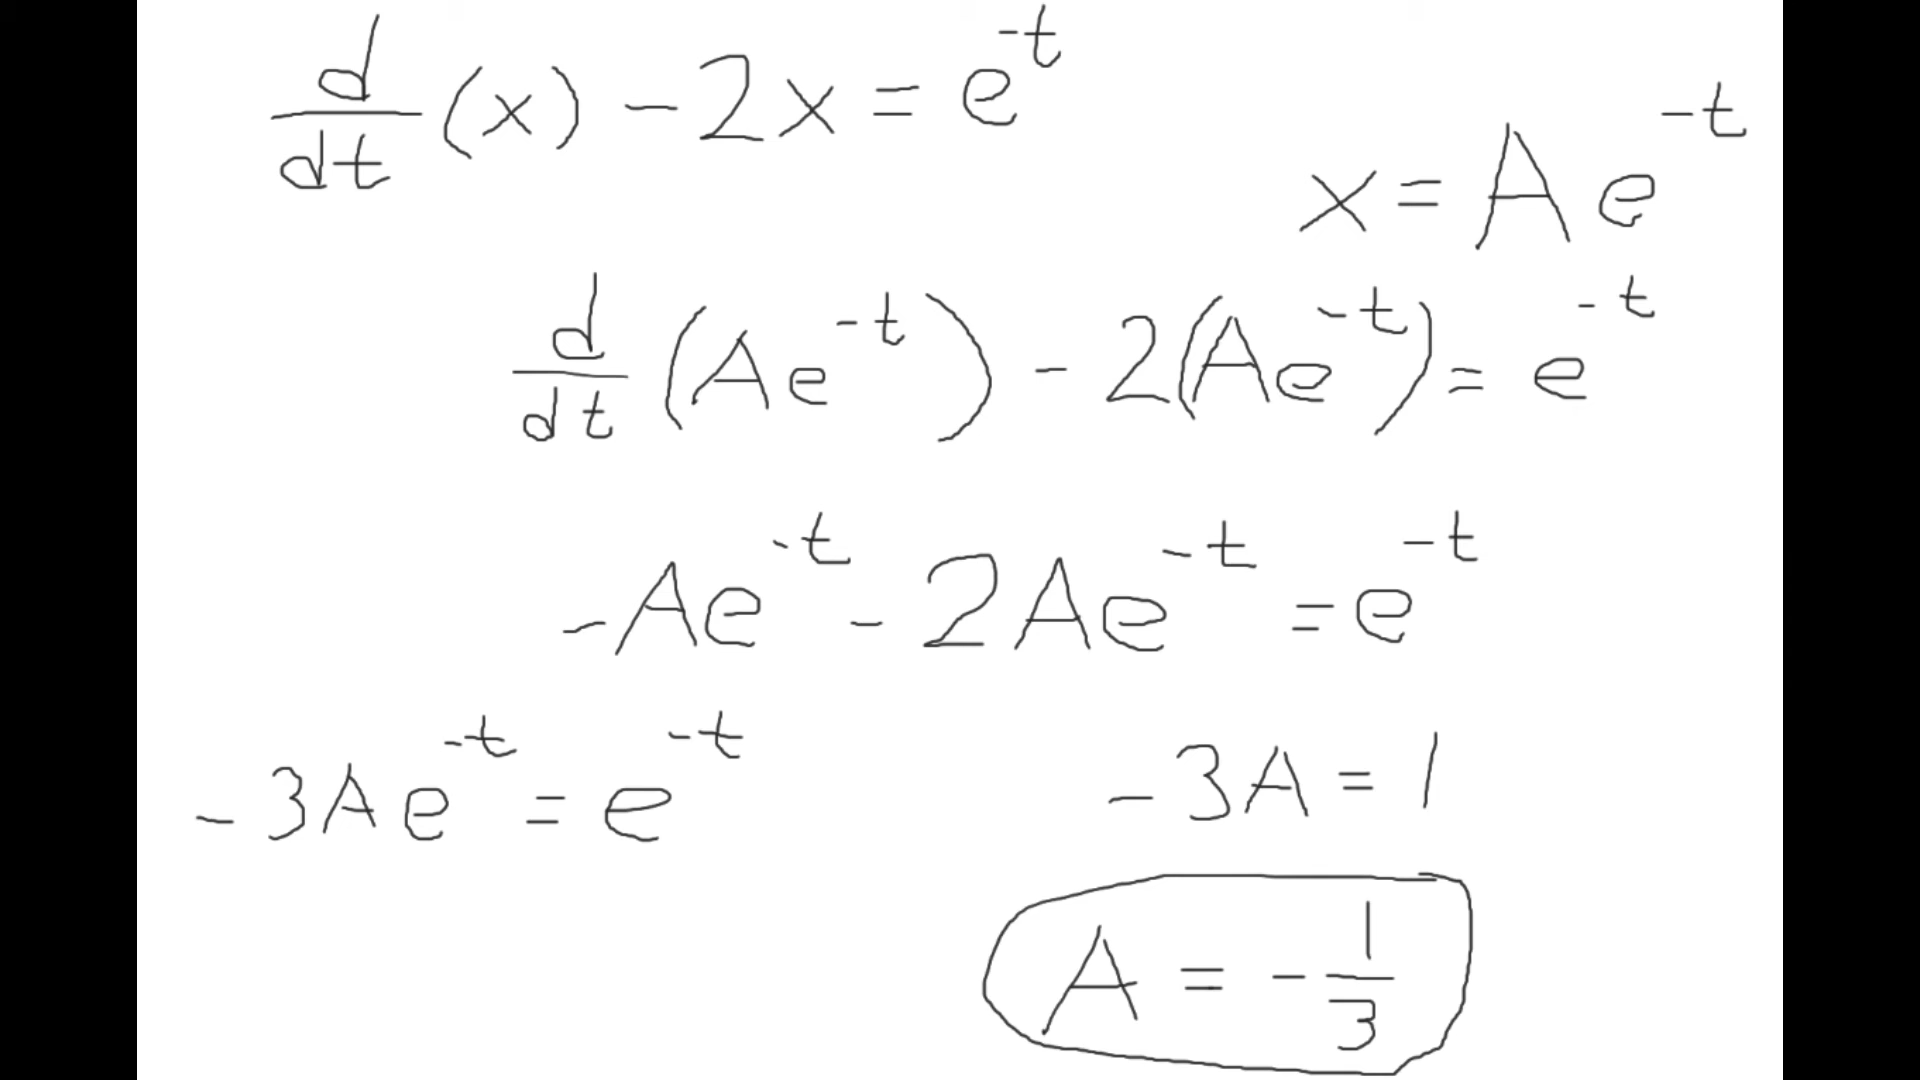 d/dt (x) - 2x = e^-t
x = Ae^-t
d/dt (Ae^-t) - 2(Ae^-t) = e^-t
-Ae^-t - 2Ae^-t = e^-t
-3Ae^-t = e^-t
-3A = 1
A = -1/3